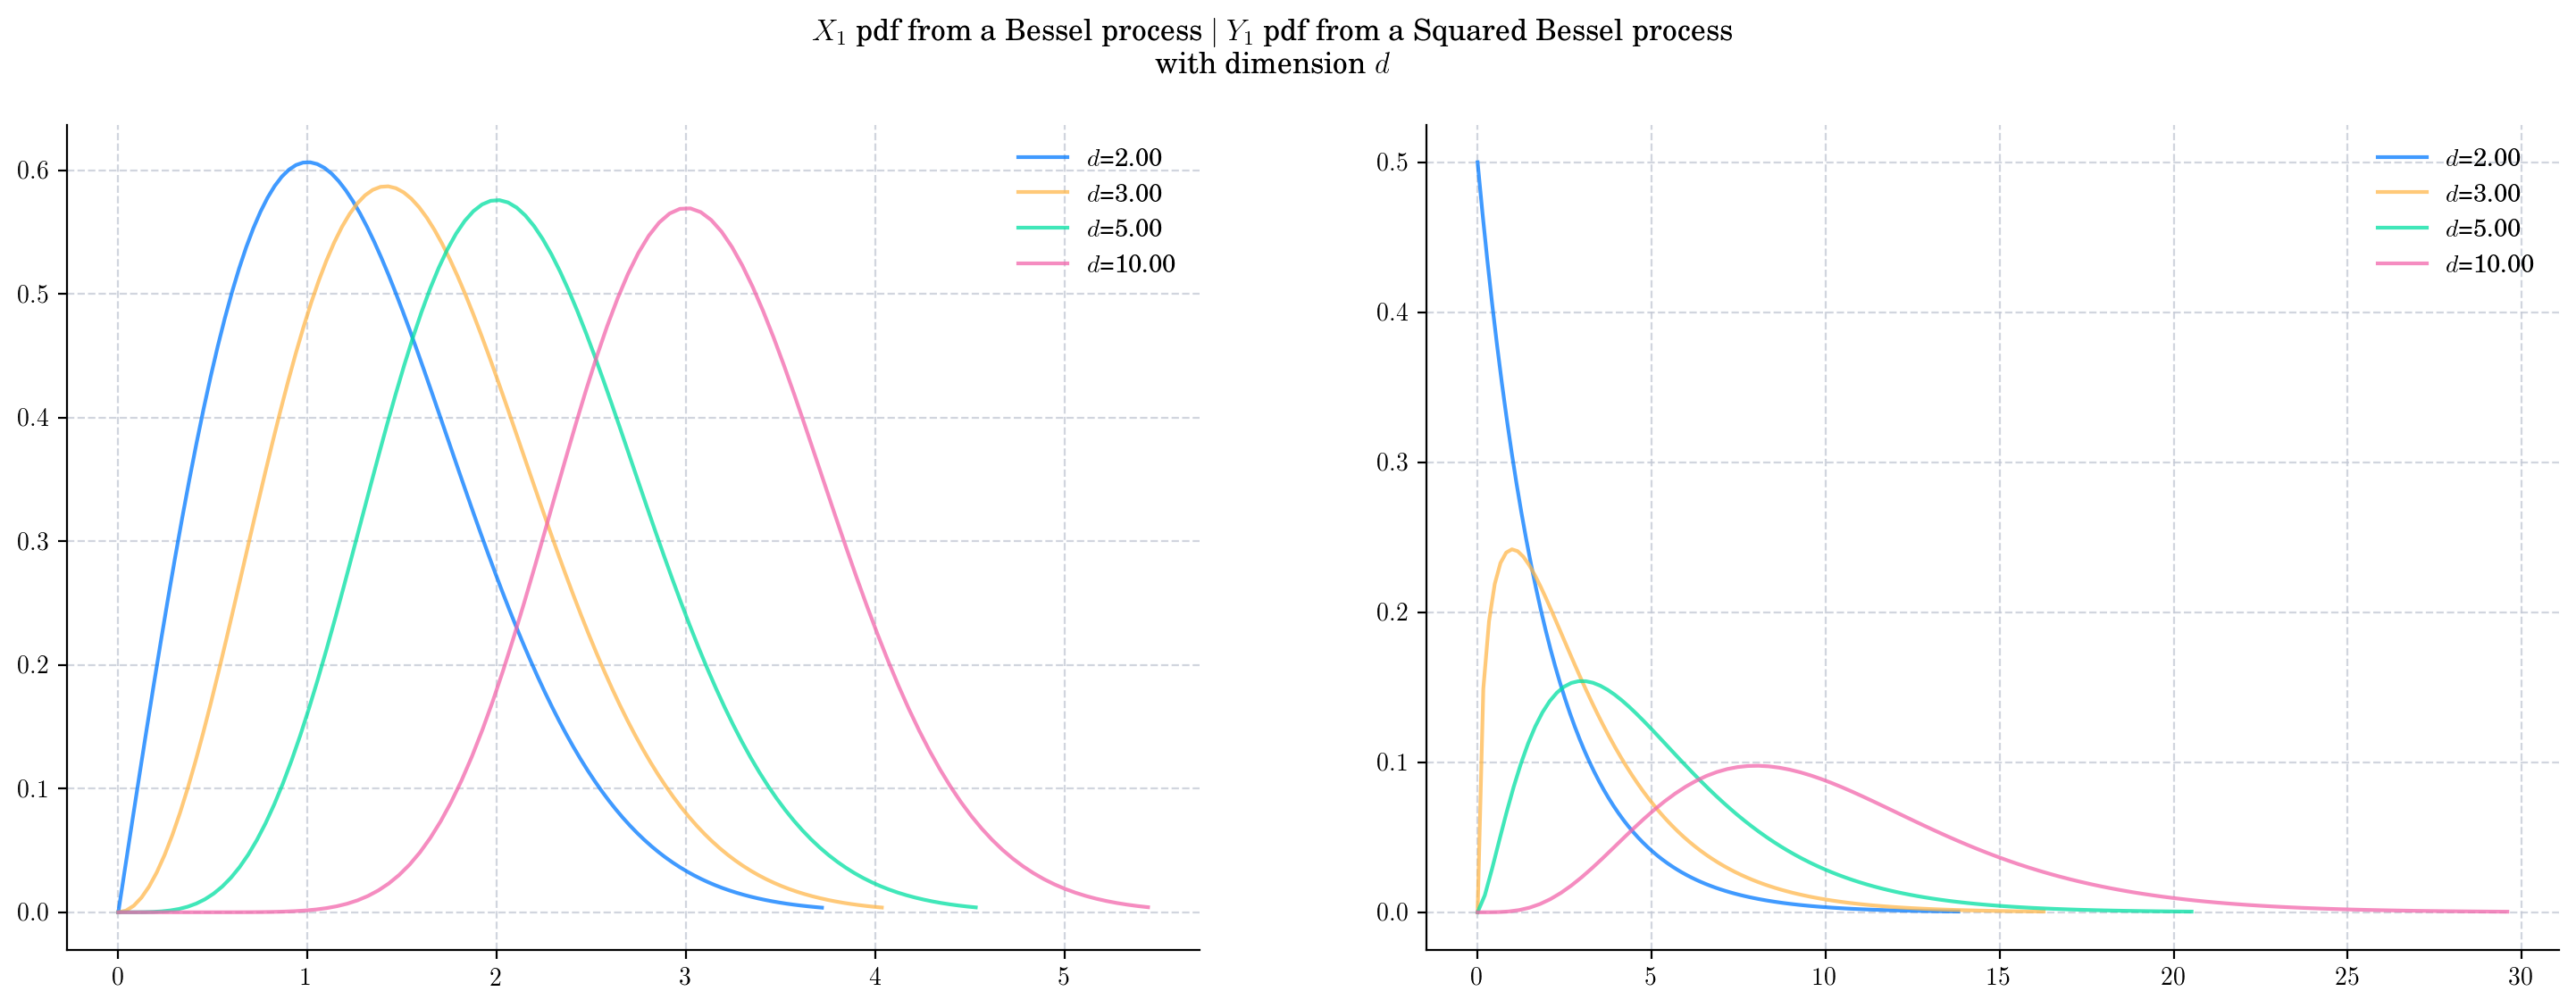 X₁ pdf from a Bessel process | Y₁ pdf from a Squared Bessel process
with dimension d
0.6
0.5
0.4
0.3
0.2
0.1
0.0
0 1 2 3 4 5
d=2.00
d=3.00
d=5.00
d=10.00
0.5
0.4
0.3
0.2
0.1
0.0
0 5 10 15 20 25 30
d=2.00
d=3.00
d=5.00
d=10.00